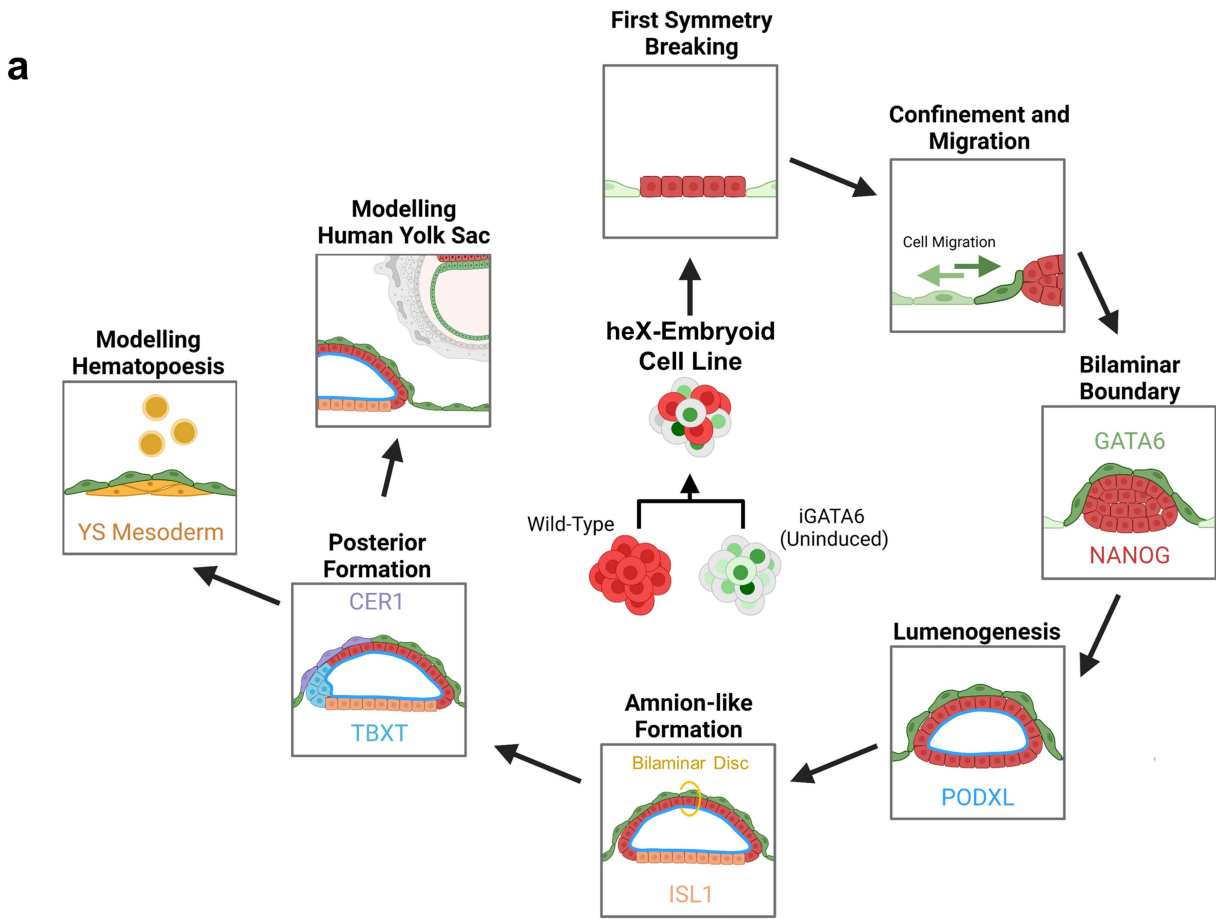 a
First Symmetry
Breaking
Confinement and
Migration
Cell Migration
Bilaminar
Boundary
GATA6
NANOG
Lumenogenesis
PODXL
Amnion-like
Formation
Bilaminar Disc
ISL1
Posterior
Formation
CER1
TBXT
Modelling
Hematopoesis
YS Mesoderm
Modelling
Human Yolk Sac
heX-Embryoid
Cell Line
Wild-Type
iGATA6
(Uninduced)